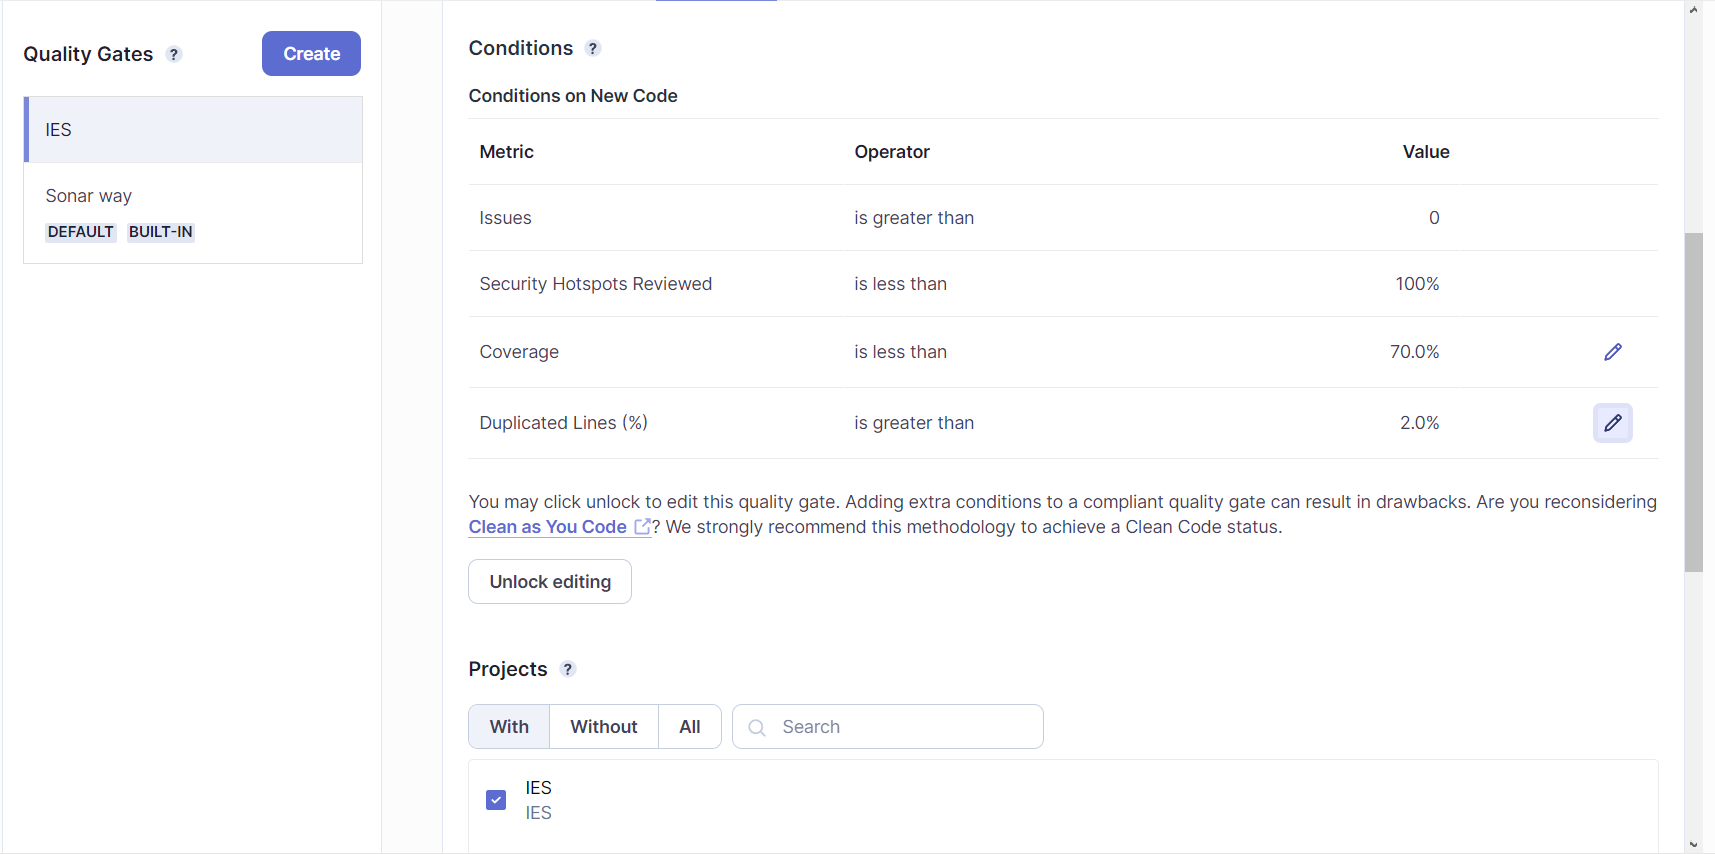 Quality Gates ?
Create
IES
Sonar way
DEFAULT BUILT-IN
Conditions ?
Conditions on New Code
Metric Operator Value
Issues is greater than 0
Security Hotspots Reviewed is less than 100%
Coverage is less than 70.0%
Duplicated Lines (%) is greater than 2.0%
You may click unlock to edit this quality gate. Adding extra conditions to a compliant quality gate can result in drawbacks. Are you reconsidering
Clean as You Code ? We strongly recommend this methodology to achieve a Clean Code status.
Unlock editing
Projects ?
With Without All Search
IES
IES